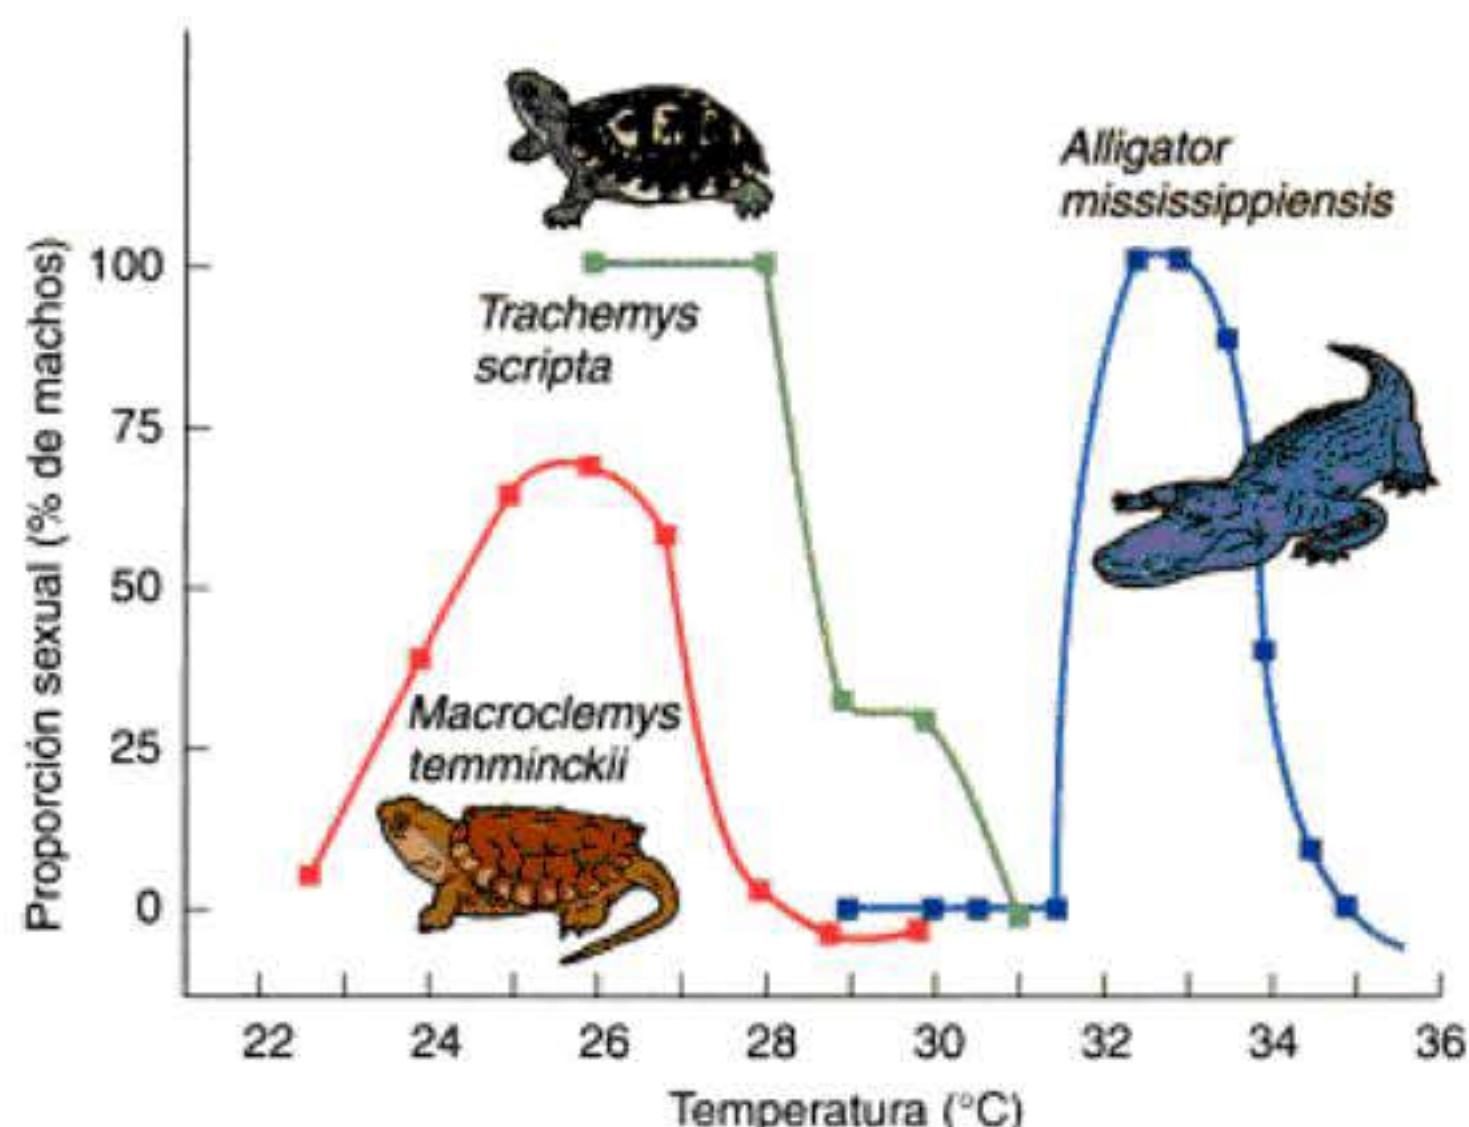 Alligator
mississippiensis
Trachemys
scripta
Macroclemys
temminckii
Proporción sexual (% de machos)
100
75
50
25
0
22 24 26 28 30 32 34 36
Temperatura (°C)